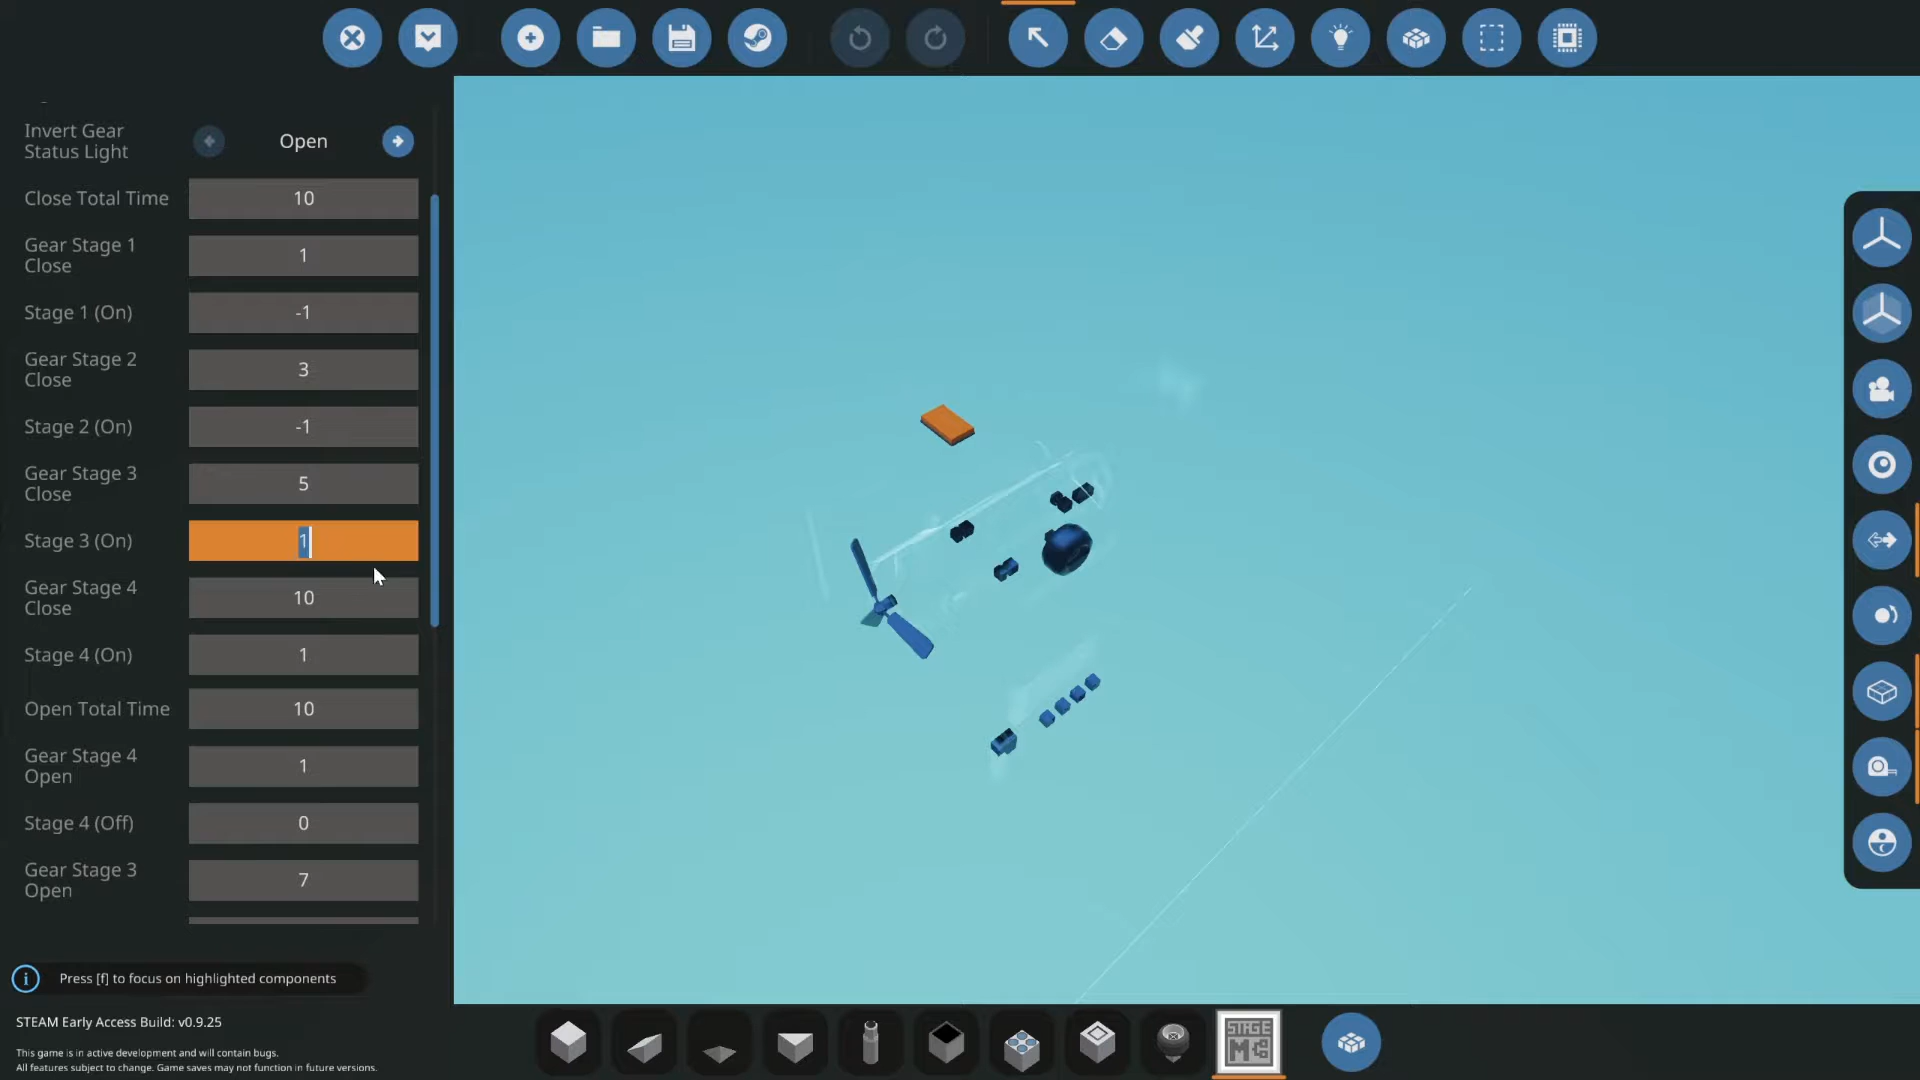 Invert Gear
Status Light
Open
Close Total Time
10
Gear Stage 1
Close
1
Stage 1 (On)
-1
Gear Stage 2
Close
3
Stage 2 (On)
-1
Gear Stage 3
Close
5
Stage 3 (On)
1
Gear Stage 4
Close
10
Stage 4 (On)
1
Open Total Time
10
Gear Stage 4
Open
1
Stage 4 (Off)
0
Gear Stage 3
Open
7
Press [f] to focus on highlighted components
STEAM Early Access Build: v0.9.25
This game is in active development and will contain bugs.
All features subject to change. Game saves may not function in future versions.
STAGE
M